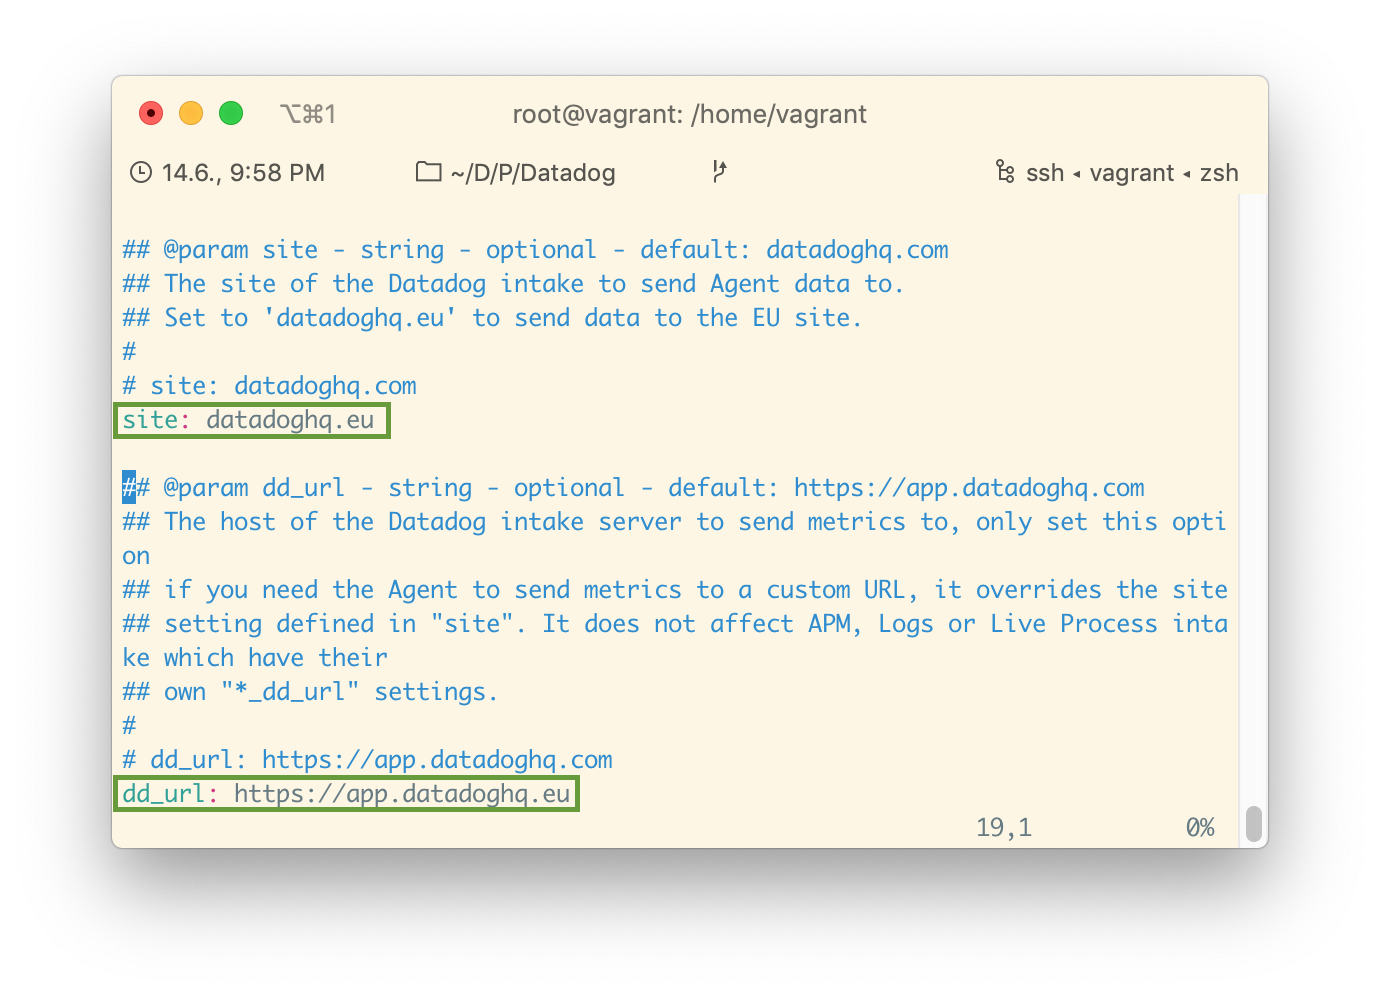 ⌥⌘1 root@vagrant: /home/vagrant
14.6., 9:58 PM ~/D/P/Datadog ssh ◂ vagrant ◂ zsh
## @param site - string - optional - default: datadoghq.com
## The site of the Datadog intake to send Agent data to.
## Set to 'datadoghq.eu' to send data to the EU site.
#
# site: datadoghq.com
site: datadoghq.eu
## @param dd_url - string - optional - default: https://app.datadoghq.com
## The host of the Datadog intake server to send metrics to, only set this opti
on
## if you need the Agent to send metrics to a custom URL, it overrides the site
## setting defined in "site". It does not affect APM, Logs or Live Process inta
ke which have their
## own "*_dd_url" settings.
#
# dd_url: https://app.datadoghq.com
dd_url: https://app.datadoghq.eu
19,1 0%